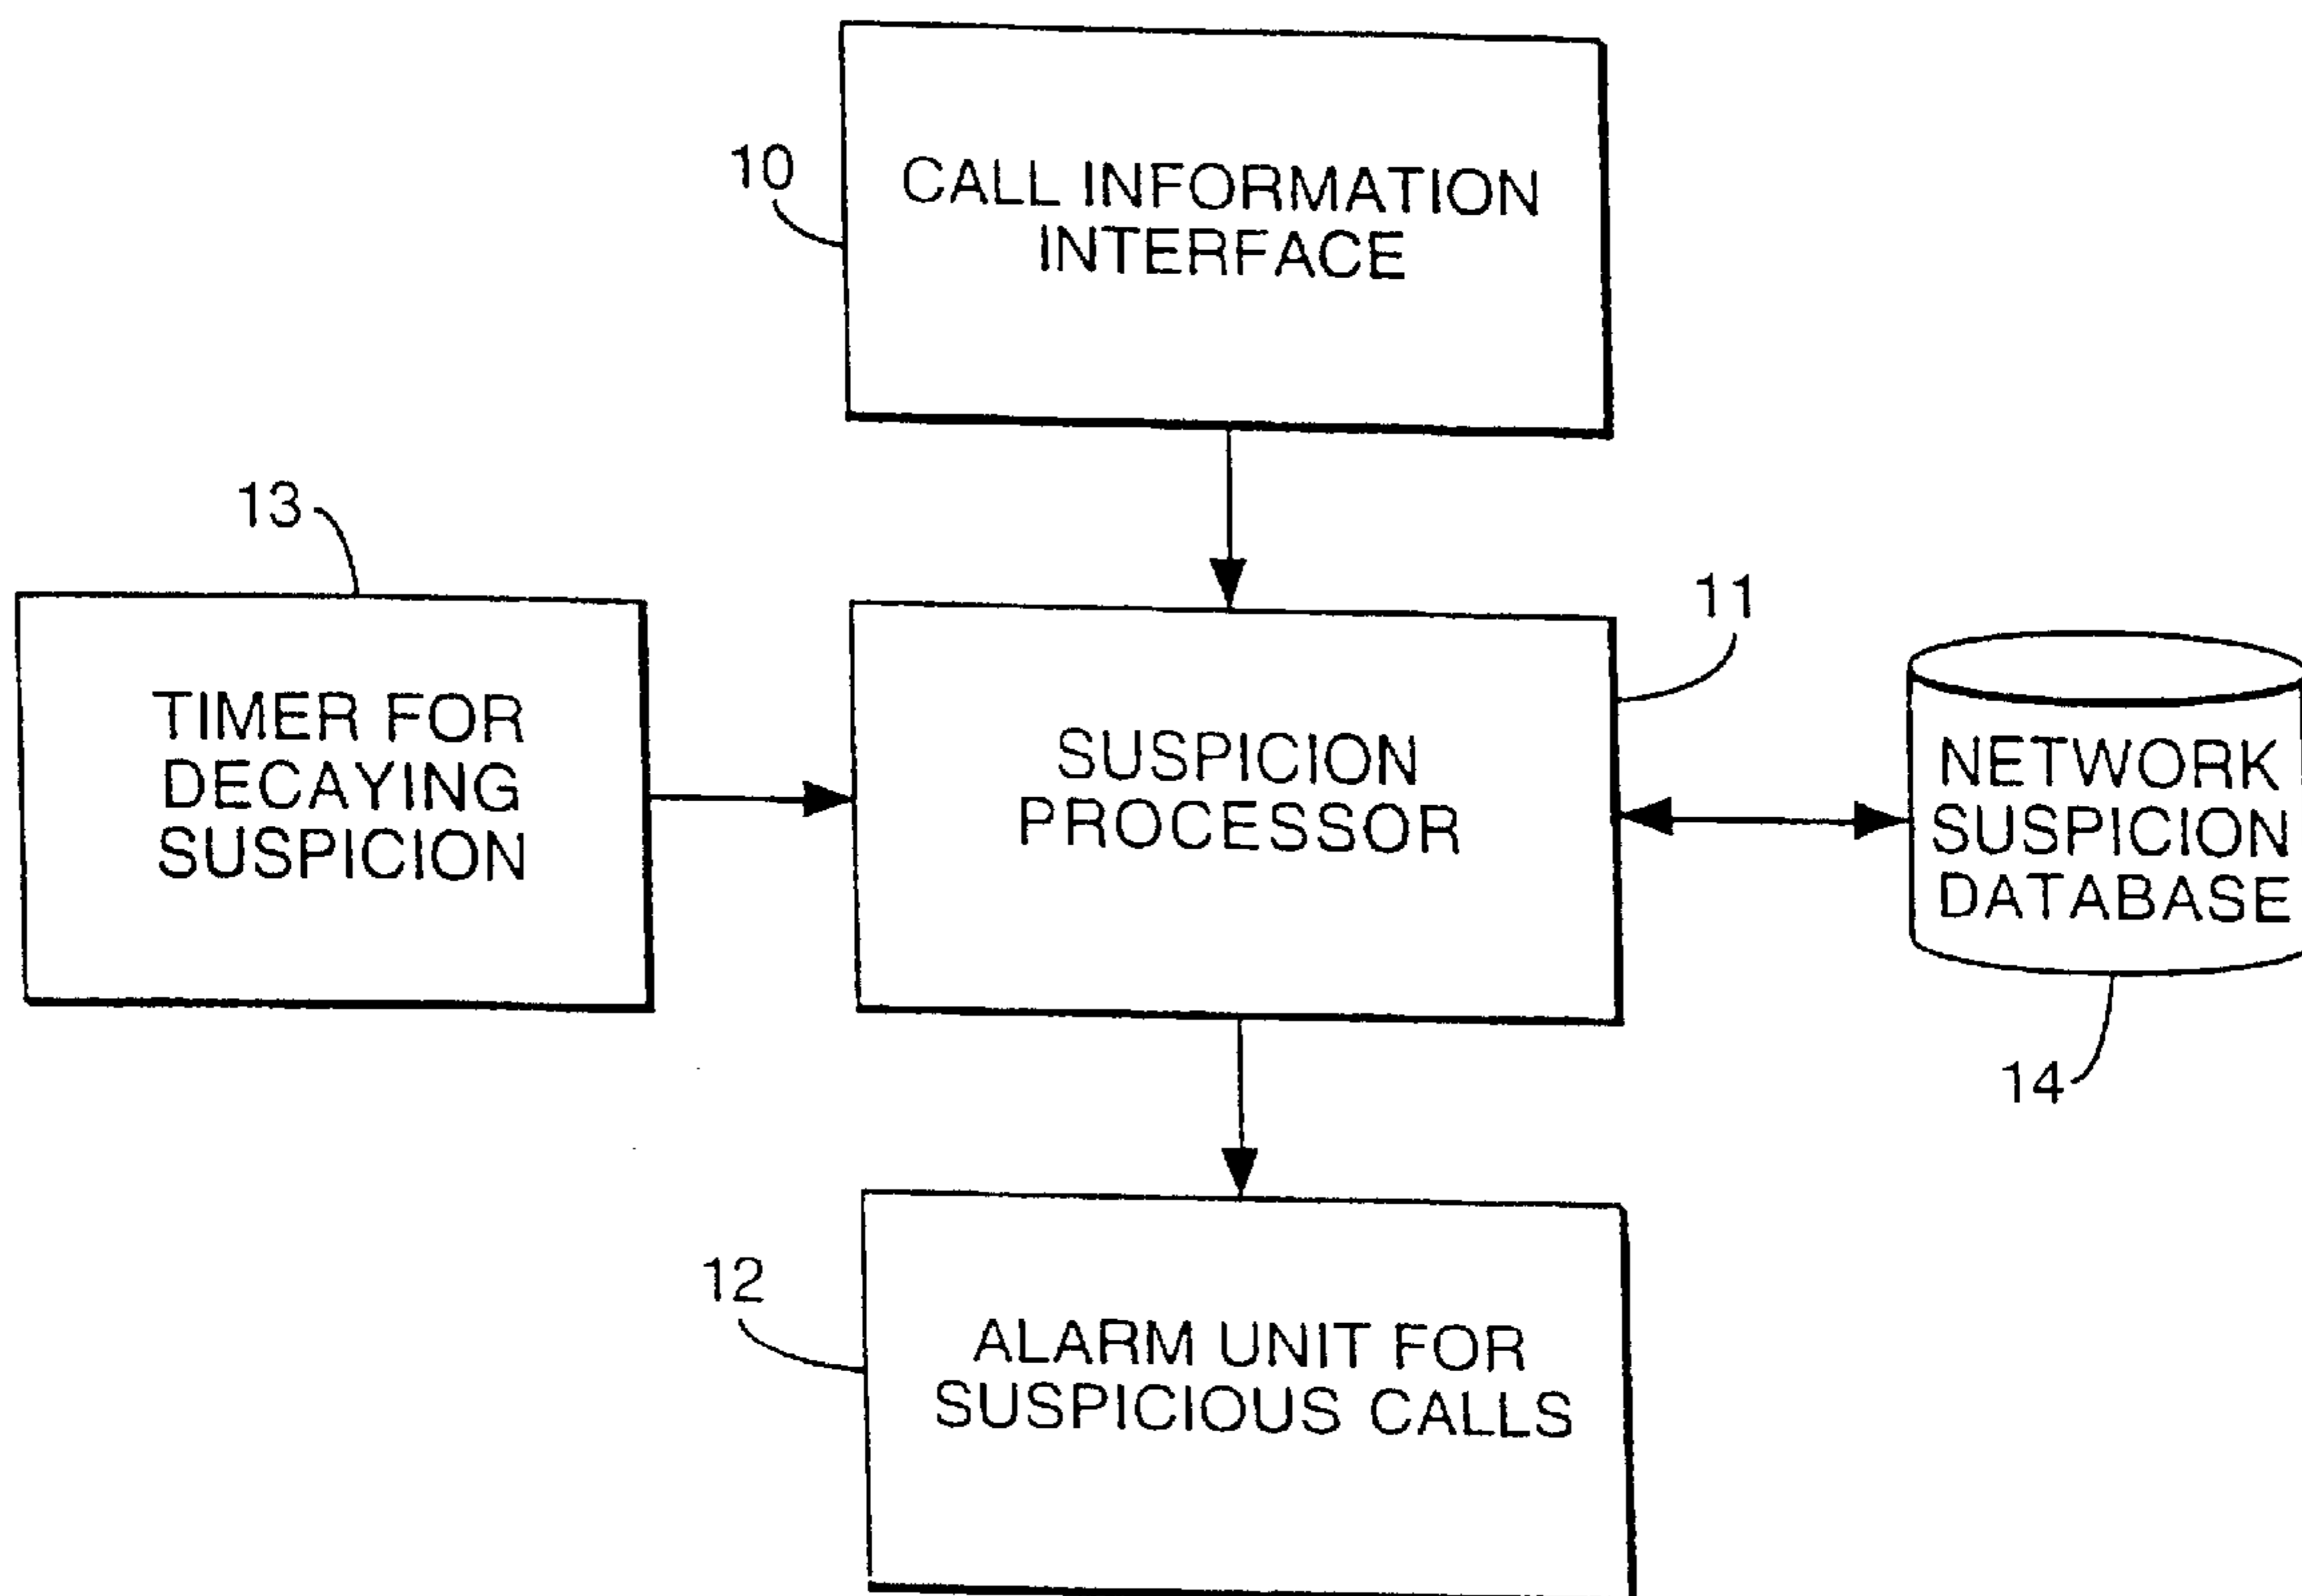 10
CALL INFORMATION
INTERFACE
13
11
TIMER FOR
DECAYING
SUSPICION
SUSPICION
PROCESSOR
NETWORK
SUSPICION
DATABASE
14
12
ALARM UNIT FOR
SUSPICIOUS CALLS